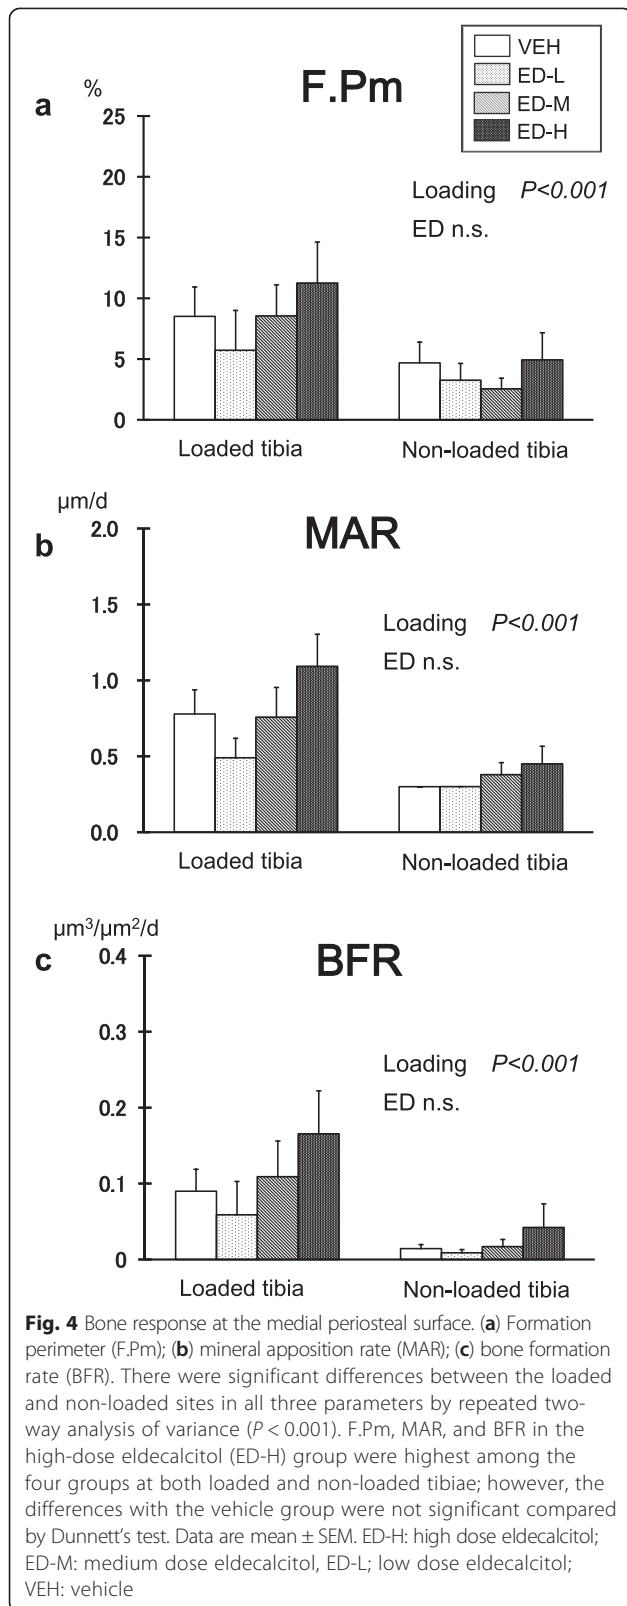 VEH
ED-L
ED-M
ED-H
a
%
F.Pm
25
20
15
10
5
0
Loading P<0.001
ED n.s.
Loaded tibia
Non-loaded tibia
µm/d
b
MAR
2.0
1.5
1.0
0.5
0.0
Loading P<0.001
ED n.s.
Loaded tibia
Non-loaded tibia
µm³/µm²/d
c
BFR
0.4
0.3
0.2
0.1
0
Loading P<0.001
ED n.s.
Loaded tibia
Non-loaded tibia
Fig. 4 Bone response at the medial periosteal surface. (a) Formation
perimeter (F.Pm); (b) mineral apposition rate (MAR); (c) bone formation
rate (BFR). There were significant differences between the loaded
and non-loaded sites in all three parameters by repeated two-
way analysis of variance (P < 0.001). F.Pm, MAR, and BFR in the
high-dose eldecalcitol (ED-H) group were highest among the
four groups at both loaded and non-loaded tibiae; however, the
differences with the vehicle group were not significant compared
by Dunnett's test. Data are mean ± SEM. ED-H: high dose eldecalcitol;
ED-M: medium dose eldecalcitol, ED-L; low dose eldecalcitol;
VEH: vehicle